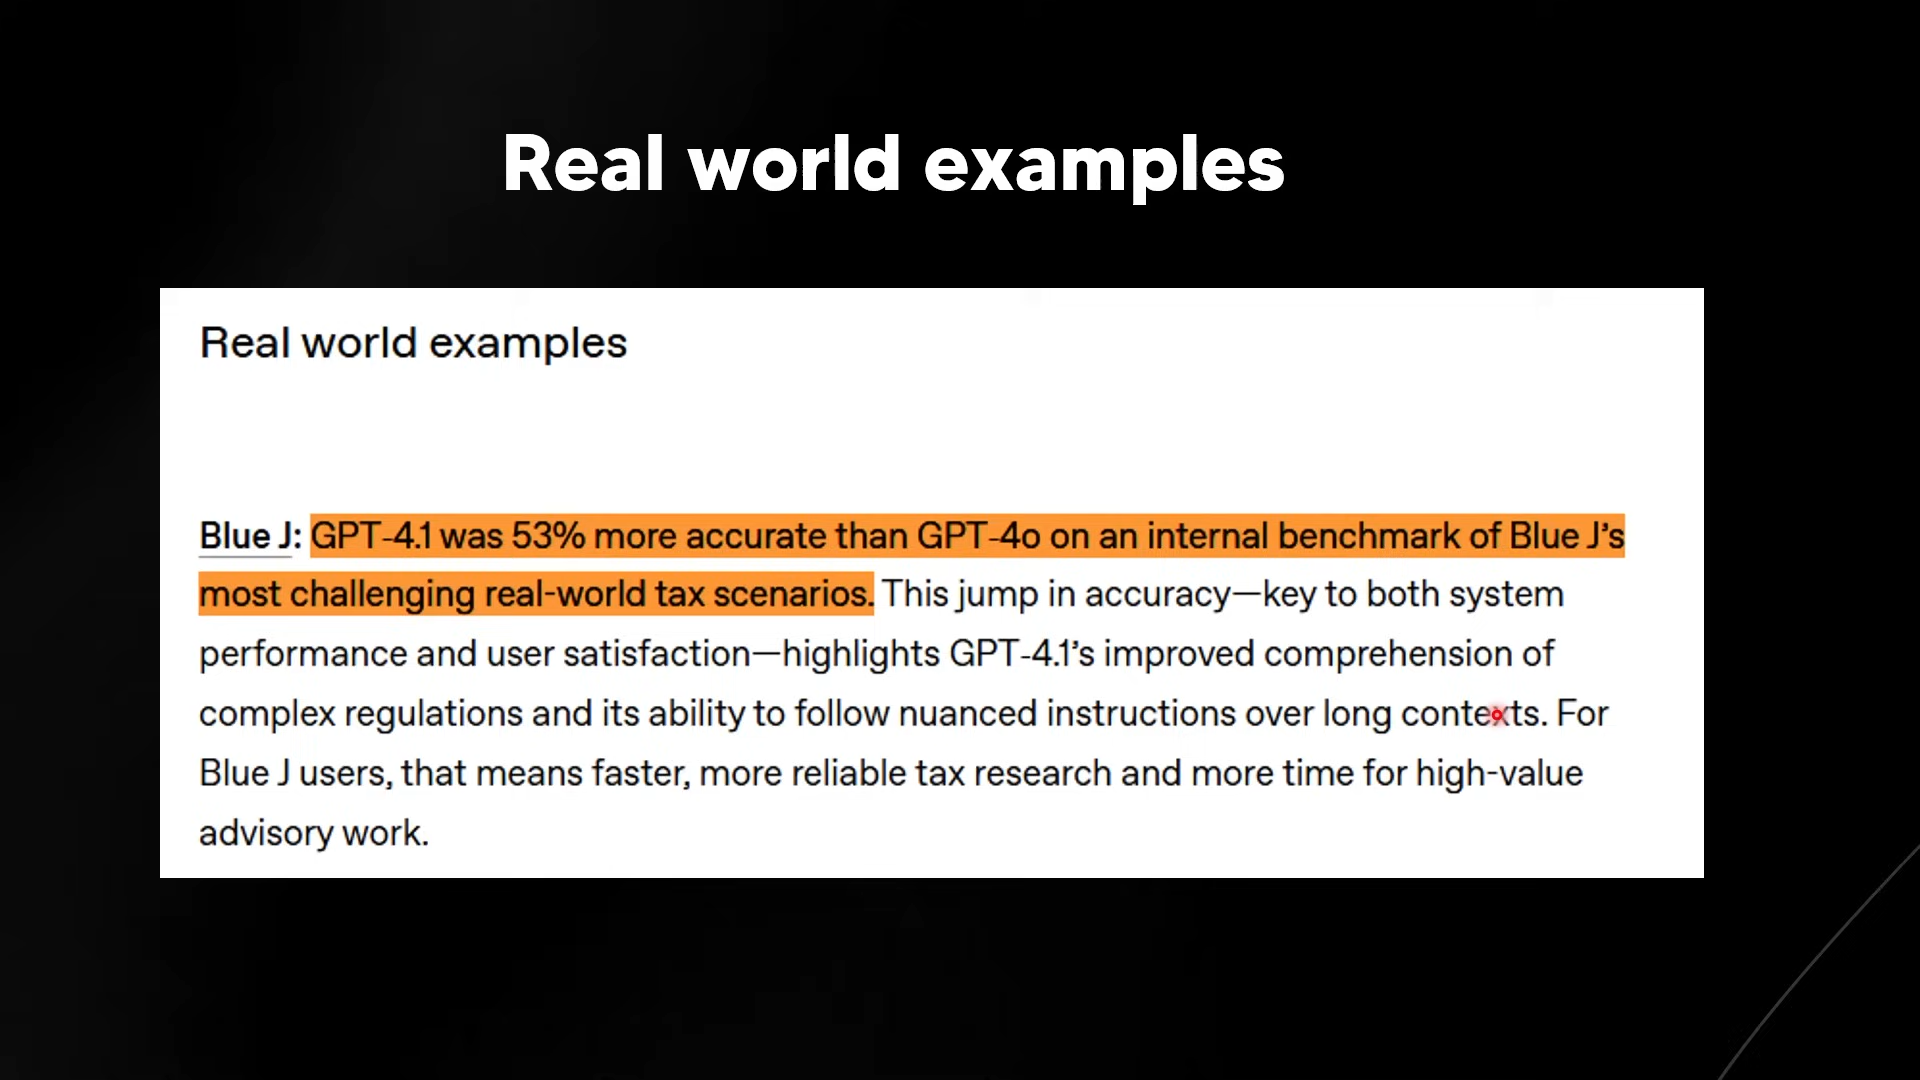 Real world examples
Real world examples
Blue J: GPT-4.1 was 53% more accurate than GPT-4o on an internal benchmark of Blue J’s
most challenging real-world tax scenarios. This jump in accuracy—key to both system
performance and user satisfaction—highlights GPT-4.1’s improved comprehension of
complex regulations and its ability to follow nuanced instructions over long contexts. For
Blue J users, that means faster, more reliable tax research and more time for high-value
advisory work.